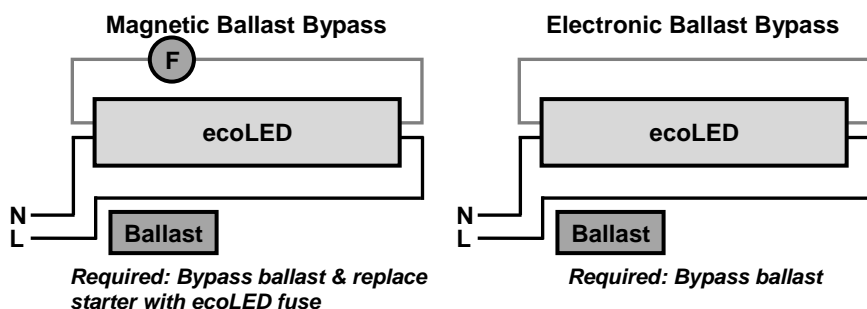 Magnetic Ballast Bypass
F
ecoLED
N
L
Ballast
Required: Bypass ballast & replace
starter with ecoLED fuse
Electronic Ballast Bypass
ecoLED
N
L
Ballast
Required: Bypass ballast